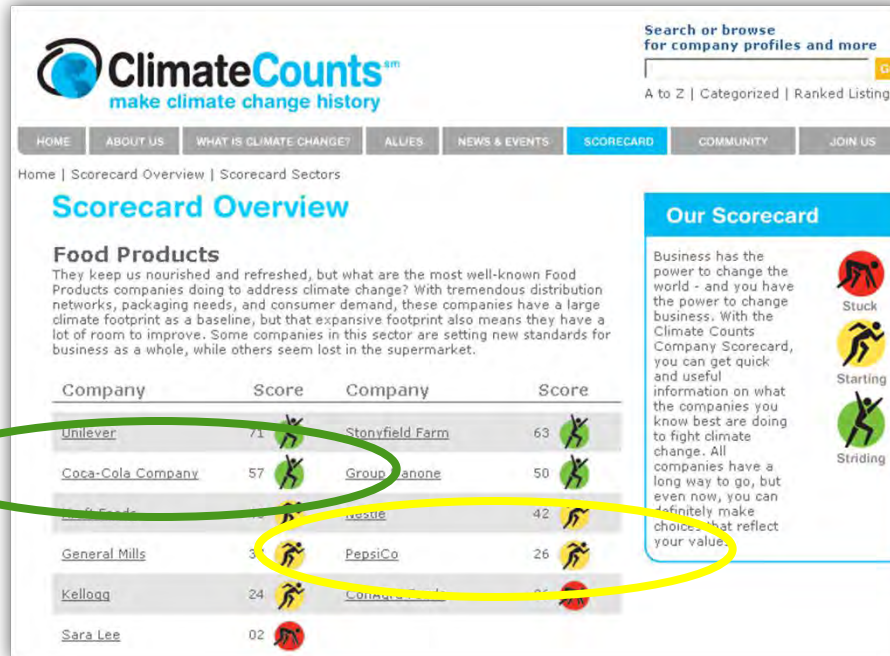 ClimateCounts℠
make climate change history
Search or browse
for company profiles and more
A to Z | Categorized | Ranked Listing
HOME ABOUT US WHAT IS CLIMATE CHANGE? ALLIES NEWS & EVENTS SCORECARD COMMUNITY JOIN US
Home | Scorecard Overview | Scorecard Sectors
Scorecard Overview
Food Products
They keep us nourished and refreshed, but what are the most well-known Food
Products companies doing to address climate change? With tremendous distribution
networks, packaging needs, and consumer demand, these companies have a large
climate footprint as a baseline, but that expansive footprint also means they have a
lot of room to improve. Some companies in this sector are setting new standards for
business as a whole, while others seem lost in the supermarket.
Company Score Company Score
Unilever 71 Stonyfield Farm 63
Coca-Cola Company 57 Group Danone 50
Nestle 42
General Mills PepsiCo 26
Kellogg 24
Sara Lee 02
Our Scorecard
Business has the
power to change the
world - and you have
the power to change
business. With the
Climate Counts
Company Scorecard,
you can get quick
and useful
information on what
the companies you
know best are doing
to fight climate
change. All
companies have a
long way to go, but
even now, you can
definitely make
choices that reflect
your values.
Stuck
Starting
Striding